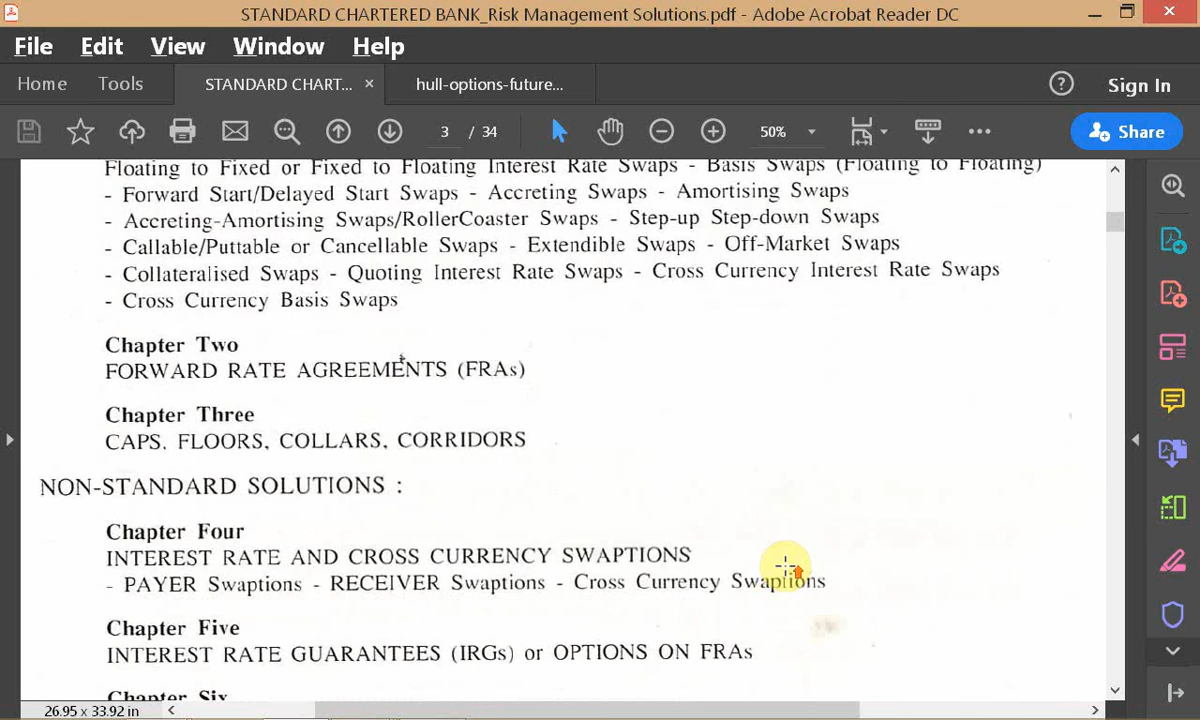 STANDARD CHARTERED BANK_Risk Management Solutions.pdf - Adobe Acrobat Reader DC
File Edit View Window Help
Home Tools STANDARD CHART... × hull-options-future... ? Sign In
3 / 34 50% Share
Floating to Fixed or Fixed to Floating Interest Rate Swaps - Basis Swaps (Floating to Floating)
- Forward Start/Delayed Start Swaps - Accreting Swaps - Amortising Swaps
- Accreting-Amortising Swaps/RollerCoaster Swaps - Step-up Step-down Swaps
- Callable/Puttable or Cancellable Swaps - Extendible Swaps - Off-Market Swaps
- Collateralised Swaps - Quoting Interest Rate Swaps - Cross Currency Interest Rate Swaps
- Cross Currency Basis Swaps
Chapter Two
FORWARD RATE AGREEMENTS (FRAs)
Chapter Three
CAPS, FLOORS, COLLARS, CORRIDORS
NON-STANDARD SOLUTIONS :
Chapter Four
INTEREST RATE AND CROSS CURRENCY SWAPTIONS
- PAYER Swaptions - RECEIVER Swaptions - Cross Currency Swaptions
Chapter Five
INTEREST RATE GUARANTEES (IRGs) or OPTIONS ON FRAs
Chapter Six
26.95 x 33.92 in